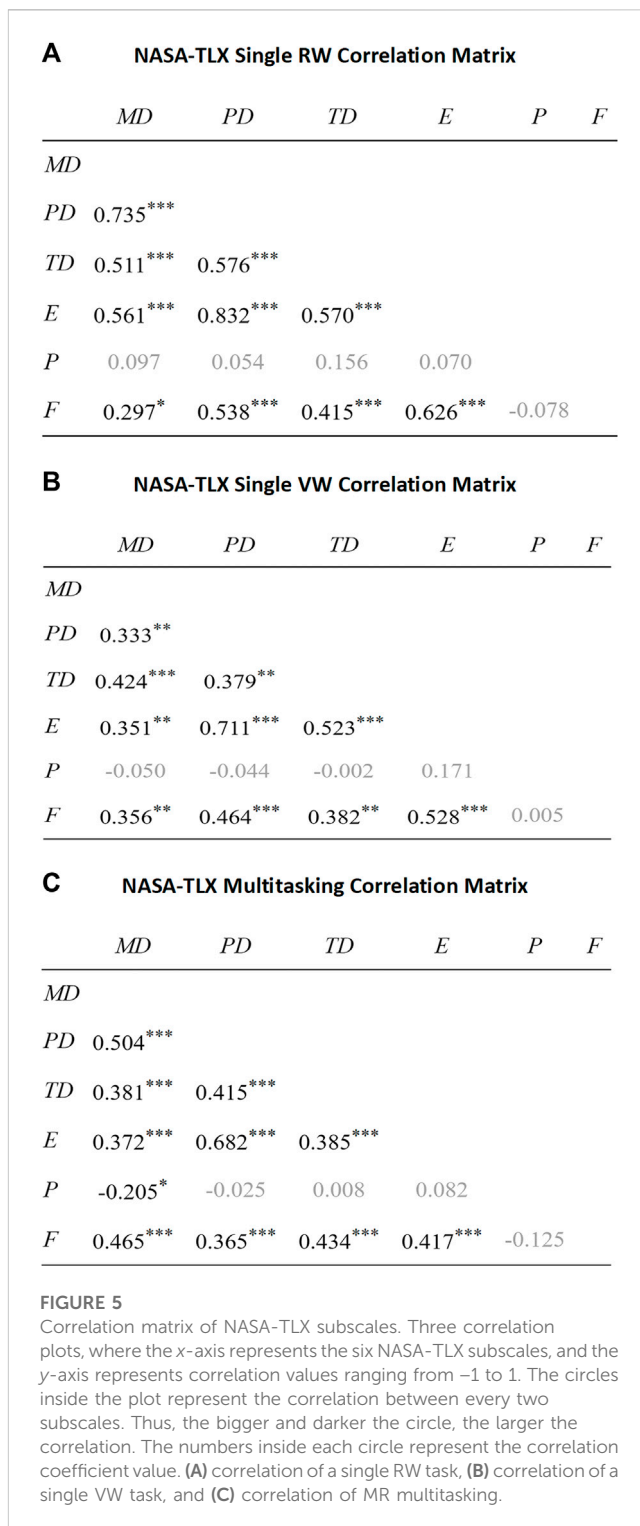 A NASA-TLX Single RW Correlation Matrix
MD PD TD E P F
MD
PD 0.735***
TD 0.511*** 0.576***
E 0.561*** 0.832*** 0.570***
P 0.097 0.054 0.156 0.070
F 0.297* 0.538*** 0.415*** 0.626*** -0.078
B NASA-TLX Single VW Correlation Matrix
MD PD TD E P F
MD
PD 0.333**
TD 0.424*** 0.379**
E 0.351** 0.711*** 0.523***
P -0.050 -0.044 -0.002 0.171
F 0.356** 0.464*** 0.382** 0.528*** 0.005
C NASA-TLX Multitasking Correlation Matrix
MD PD TD E P F
MD
PD 0.504***
TD 0.381*** 0.415***
E 0.372*** 0.682*** 0.385***
P -0.205* -0.025 0.008 0.082
F 0.465*** 0.365*** 0.434*** 0.417*** -0.125
FIGURE 5
Correlation matrix of NASA-TLX subscales. Three correlation
plots, where the x-axis represents the six NASA-TLX subscales, and the
y-axis represents correlation values ranging from −1 to 1. The circles
inside the plot represent the correlation between every two
subscales. Thus, the bigger and darker the circle, the larger the
correlation. The numbers inside each circle represent the correlation
coefficient value. (A) correlation of a single RW task, (B) correlation of a
single VW task, and (C) correlation of MR multitasking.